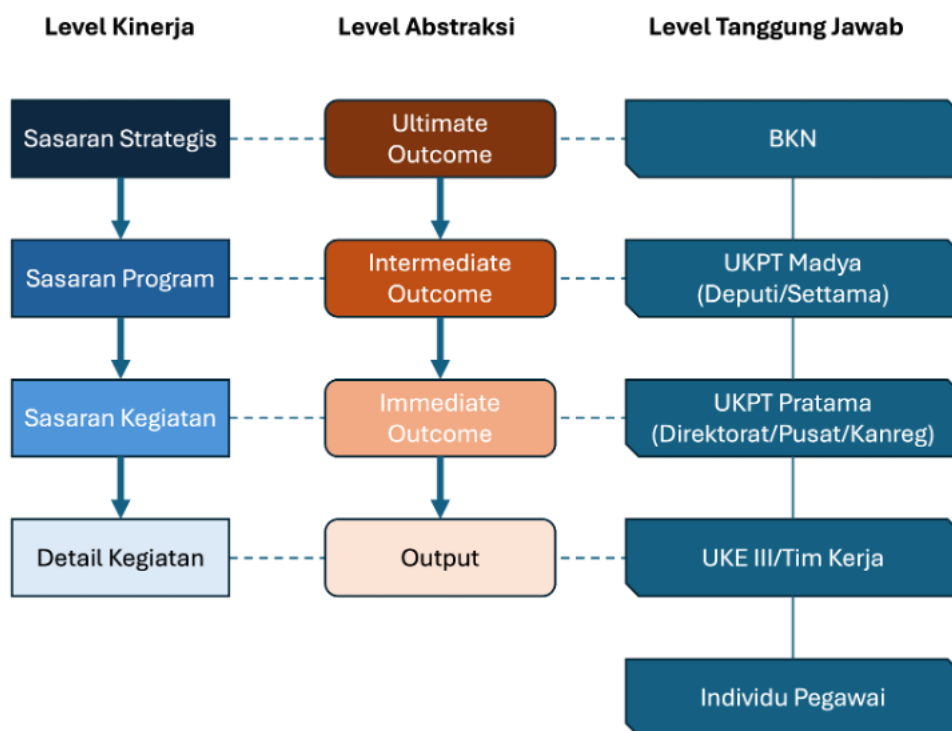 Level Kinerja
Level Abstraksi
Level Tanggung Jawab
Sasaran Strategis
Ultimate
Outcome
BKN
Sasaran Program
Intermediate
Outcome
UKPT Madya
(Deputi/Settama)
Sasaran Kegiatan
Immediate
Outcome
UKPT Pratama
(Direktorat/Pusat/Kanreg)
Detail Kegiatan
Output
UKE III/Tim Kerja
Individu Pegawai